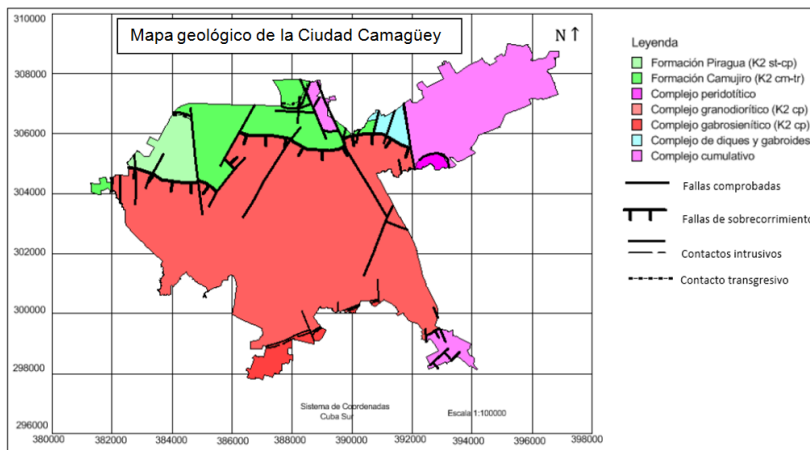 Mapa geológico de la Ciudad Camagüey
N ↑
310000
308000
306000
304000
302000
300000
298000
296000
380000
382000
384000
386000
388000
390000
392000
394000
396000
398000
Sistema de Coordenadas
Cuba Sur
Escala 1:100000
Leyenda
Formación Piragua (K2 st-cp)
Formación Camujiro (K2 cm-tr)
Complejo peridotítico
Complejo granodiorítico (K2 cp)
Complejo gabrosienítico (K2 cp)
Complejo de diques y gabroides
Complejo cumulativo
Fallas comprobadas
Fallas de sobrecorrimiento
Contactos intrusivos
Contacto transgresivo